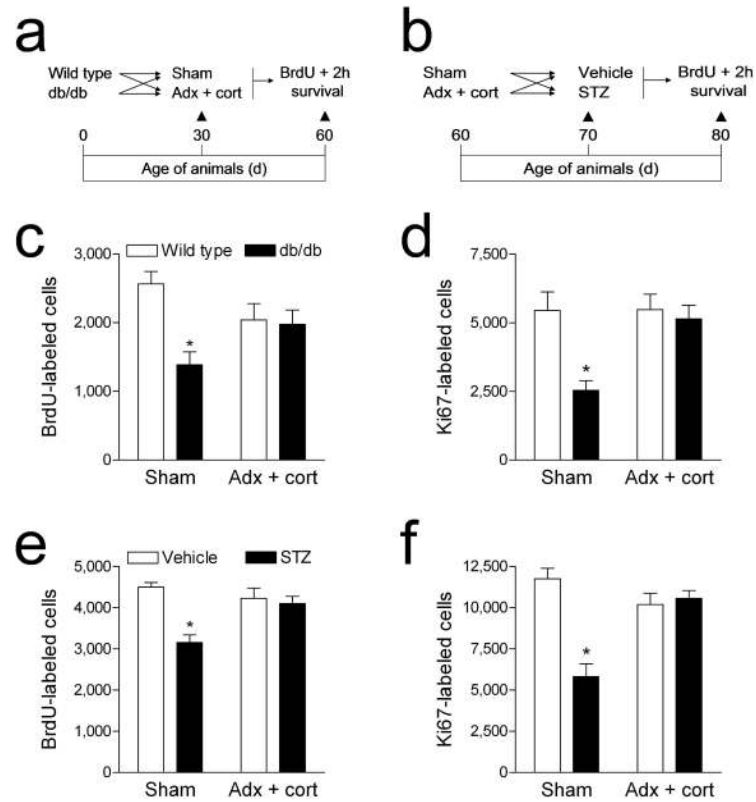 a
Wild type Sham BrdU + 2h
db/db Adx + cort survival
0 30 60
Age of animals (d)
b
Sham Vehicle BrdU + 2h
Adx + cort STZ survival
60 70 80
Age of animals (d)
c
Wild type db/db
BrdU-labeled cells
3,000
2,000
1,000
0
*
Sham Adx + cort
d
Ki67-labeled cells
7,500
5,000
2,500
0
*
Sham Adx + cort
e
Vehicle STZ
BrdU-labeled cells
5,000
4,000
3,000
2,000
1,000
0
*
Sham Adx + cort
f
Ki67-labeled cells
12,500
10,000
7,500
5,000
2,500
0
*
Sham Adx + cort